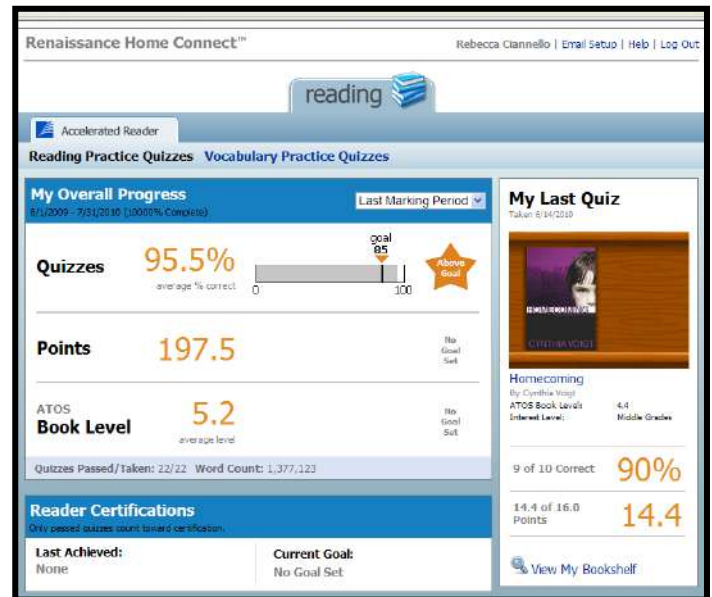 Renaissance Home Connect™
Rebecca Ciannello | Email Setup | Help | Log Out
reading
Accelerated Reader
Reading Practice Quizzes Vocabulary Practice Quizzes
My Overall Progress
8/1/2009 - 7/31/2010 (10000% Complete)
Last Marking Period
Quizzes
95.5%
average % correct
goal
85
0
100
Above
Goal
Points
197.5
No
Goal
Set
ATOS
Book Level
5.2
average level
No
Goal
Set
Quizzes Passed/Taken: 22/22 Word Count: 1,377,123
Reader Certifications
Only passed quizzes count toward certification.
Last Achieved:
None
Current Goal:
No Goal Set
My Last Quiz
Taken 6/14/2010
HOMECOMING
CYNTHIA VOIGT
Homecoming
By Cynthia Voigt
ATOS Book Level: 4.4
Interest Level: Middle Grades
9 of 10 Correct 90%
14.4 of 16.0
Points
14.4
View My Bookshelf